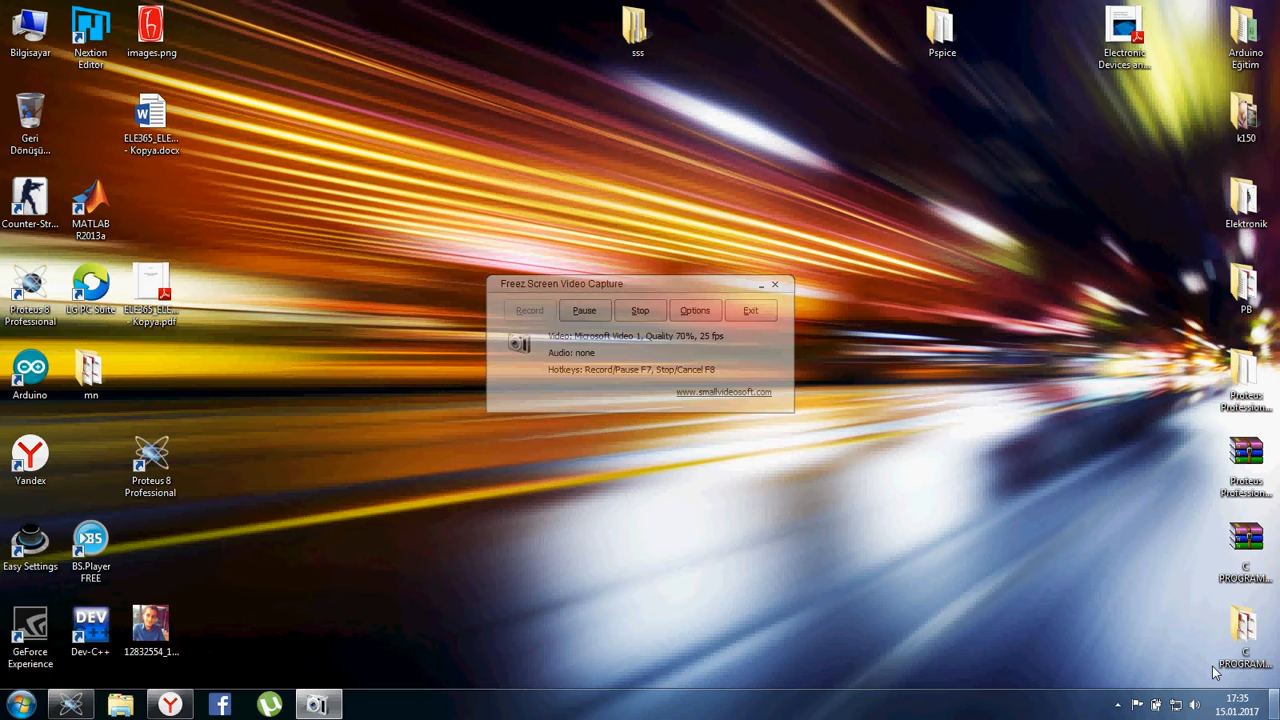 Bilgisayar
Nextion
Editor
images.png
sss
Pspice
Electronic
Devices an...
Arduino
Eğitim
Geri
Dönüşü...
ELE365_ELE...
- Kopya.docx
k150
Counter-Str...
MATLAB
R2013a
Elektronik
Proteus 8
Professional
LG PC Suite
ELE365_ELE...
- Kopya.pdf
PB
Freez Screen Video Capture
Record
Pause
Stop
Options
Exit
Video: Microsoft Video 1, Quality 70%, 25 fps
Audio: none
Hotkeys: Record/Pause F7, Stop/Cancel F8
www.smallvideosoft.com
Arduino
mn
Proteus
Profession...
Yandex
Proteus 8
Professional
Proteus
Profession...
Easy Settings
BS.Player
FREE
C
PROGRAM...
GeForce
Experience
DEV
Dev-C++
12832554_1...
C
PROGRAM...
17:35
15.01.2017